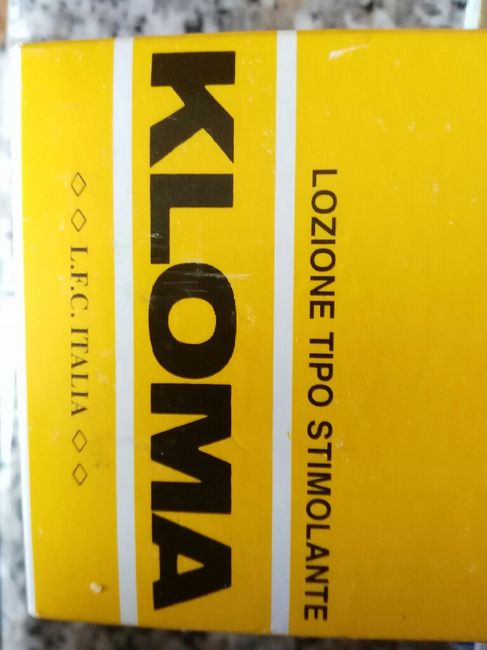 LOZIONE TIPO STIMOLANTE
KLOMA
◇◇ L.F.C. ITALIA ◇◇